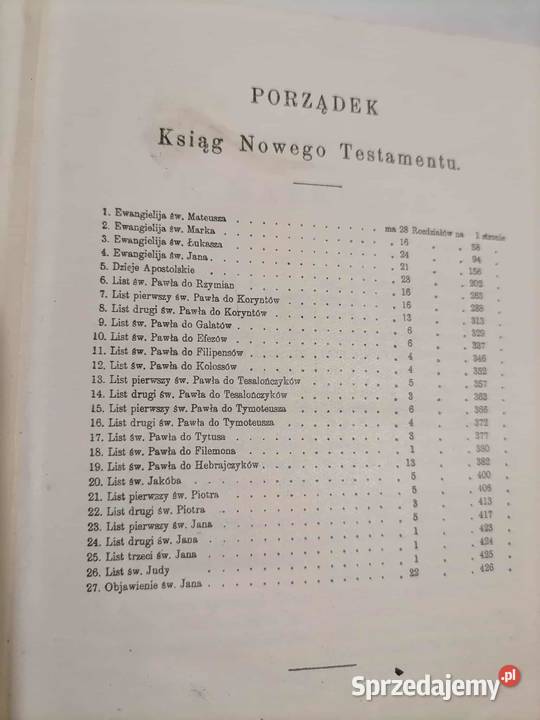 PORZĄDEK
Ksiąg Nowego Testamentu.
1. Ewangielija św. Mateusza . . . . ma 28 Rozdziałów na 1 stronie
2. Ewangielija św. Marka . . . . „ 16 „ „ 58 „
3. Ewangielija św. Łukasza . . . . „ 24 „ „ 94 „
4. Ewangielija św. Jana . . . . „ 21 „ „ 156 „
5. Dzieje Apostolskie . . . . „ 28 „ „ 202 „
6. List św. Pawła do Rzymian . . . . „ 16 „ „ 263 „
7. List pierwszy św. Pawła do Koryntów . . . . „ 16 „ „ 288 „
8. List drugi św. Pawła do Koryntów . . . . „ 13 „ „ 313 „
9. List św. Pawła do Galatów . . . . „ 6 „ „ 329 „
10. List św. Pawła do Efezów . . . . „ 6 „ „ 337 „
11. List św. Pawła do Filipensów . . . . „ 4 „ „ 346 „
12. List św. Pawła do Kolossów . . . . „ 4 „ „ 352 „
13. List pierwszy św. Pawła do Tesalończyków . . . . „ 5 „ „ 357 „
14. List drugi św. Pawła do Tesalończyków . . . . „ 3 „ „ 363 „
15. List pierwszy św. Pawła do Tymoteusza . . . . „ 6 „ „ 366 „
16. List drugi św. Pawła do Tymoteusza . . . . „ 4 „ „ 372 „
17. List św. Pawła do Tytusa . . . . „ 3 „ „ 377 „
18. List św. Pawła do Filemona . . . . „ 1 „ „ 380 „
19. List św. Pawła do Hebrajczyków . . . . „ 13 „ „ 382 „
20. List św. Jakóba . . . . „ 5 „ „ 400 „
21. List pierwszy św. Piotra . . . . „ 5 „ „ 406 „
22. List drugi św. Piotra . . . . „ 3 „ „ 413 „
23. List pierwszy św. Jana . . . . „ 5 „ „ 417 „
24. List drugi św. Jana . . . . „ 1 „ „ 423 „
25. List trzeci św. Jana . . . . „ 1 „ „ 424 „
26. List św. Judy . . . . „ 1 „ „ 425 „
27. Objawienie św. Jana . . . . „ 22 „ „ 426 „
Sprzedajemy.pl